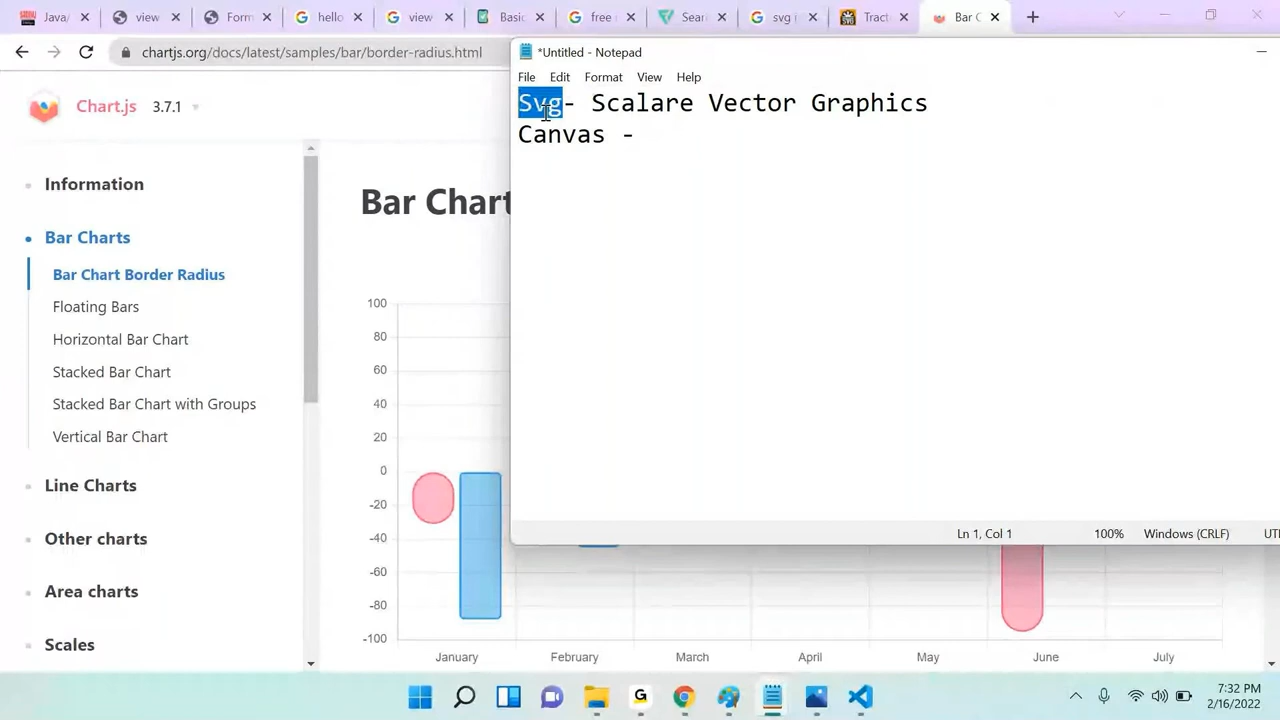 Java/
view
Form
hello
view
Basic
free
Sear
svg i
Trac
Bar C
chartjs.org/docs/latest/samples/bar/border-radius.html
*Untitled - Notepad
File Edit Format View Help
Svg- Scalare Vector Graphics
Canvas -
Chart.js 3.7.1
Information
Bar Charts
Bar Chart Border Radius
Floating Bars
Horizontal Bar Chart
Stacked Bar Chart
Stacked Bar Chart with Groups
Vertical Bar Chart
Line Charts
Other charts
Area charts
Scales
Bar Chart
100
80
60
40
20
0
-20
-40
-60
-80
-100
January February March April May June July
Ln 1, Col 1 100% Windows (CRLF) UTF
7:32 PM
2/16/2022